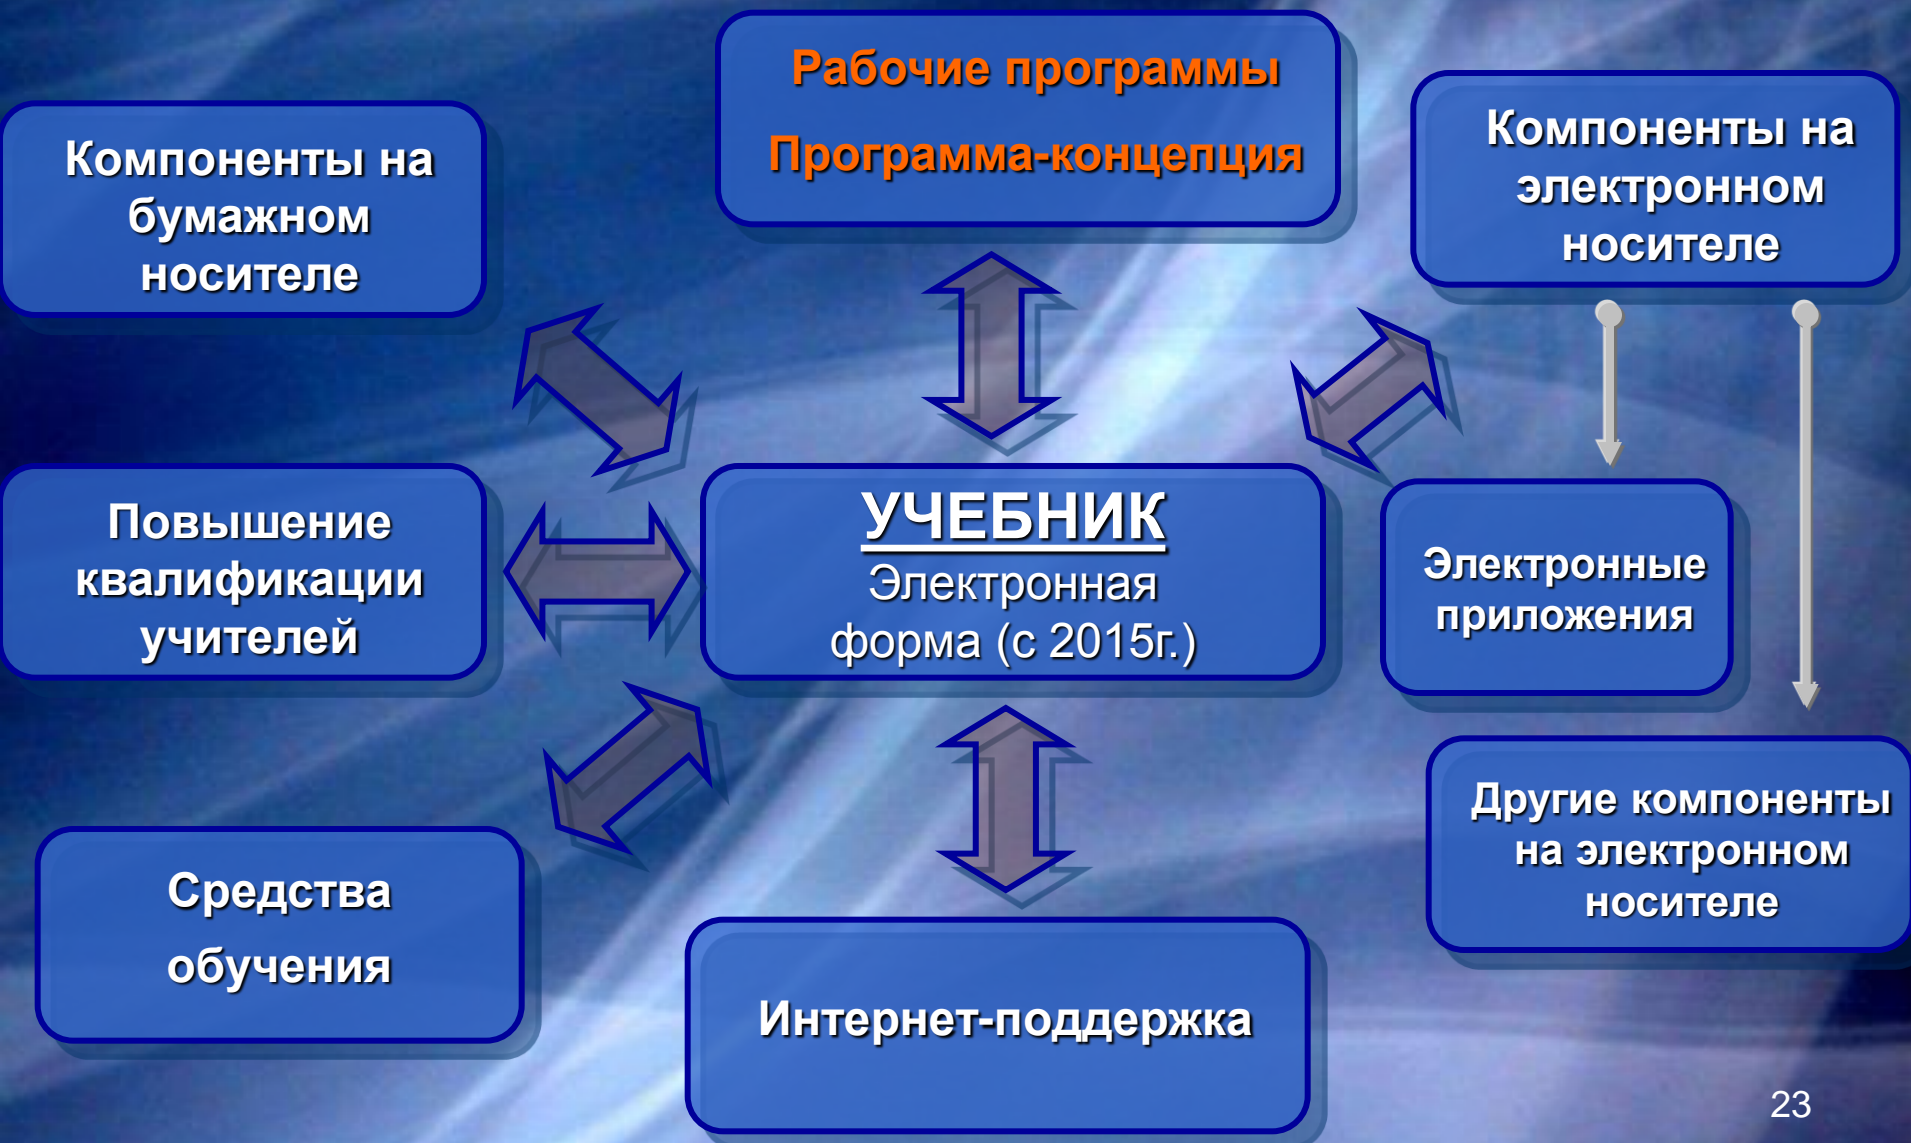 Рабочие программы
Программа-концепция
Компоненты на
бумажном
носителе
Компоненты на
электронном
носителе
Повышение
квалификации
учителей
УЧЕБНИК
Электронная
форма (с 2015г.)
Электронные
приложения
Другие компоненты
на электронном
носителе
Средства
обучения
Интернет-поддержка
23